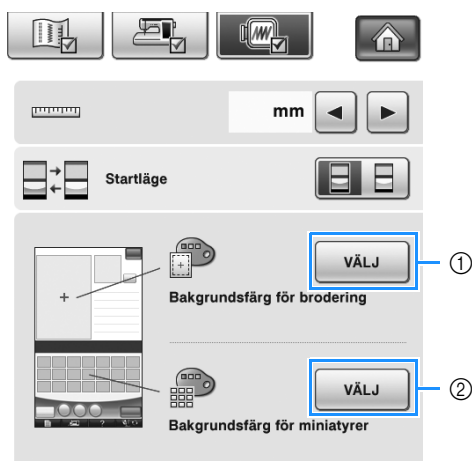 mm
Startläge
VÄLJ
①
Bakgrundsfärg för brodering
VÄLJ
②
Bakgrundsfärg för miniatyrer